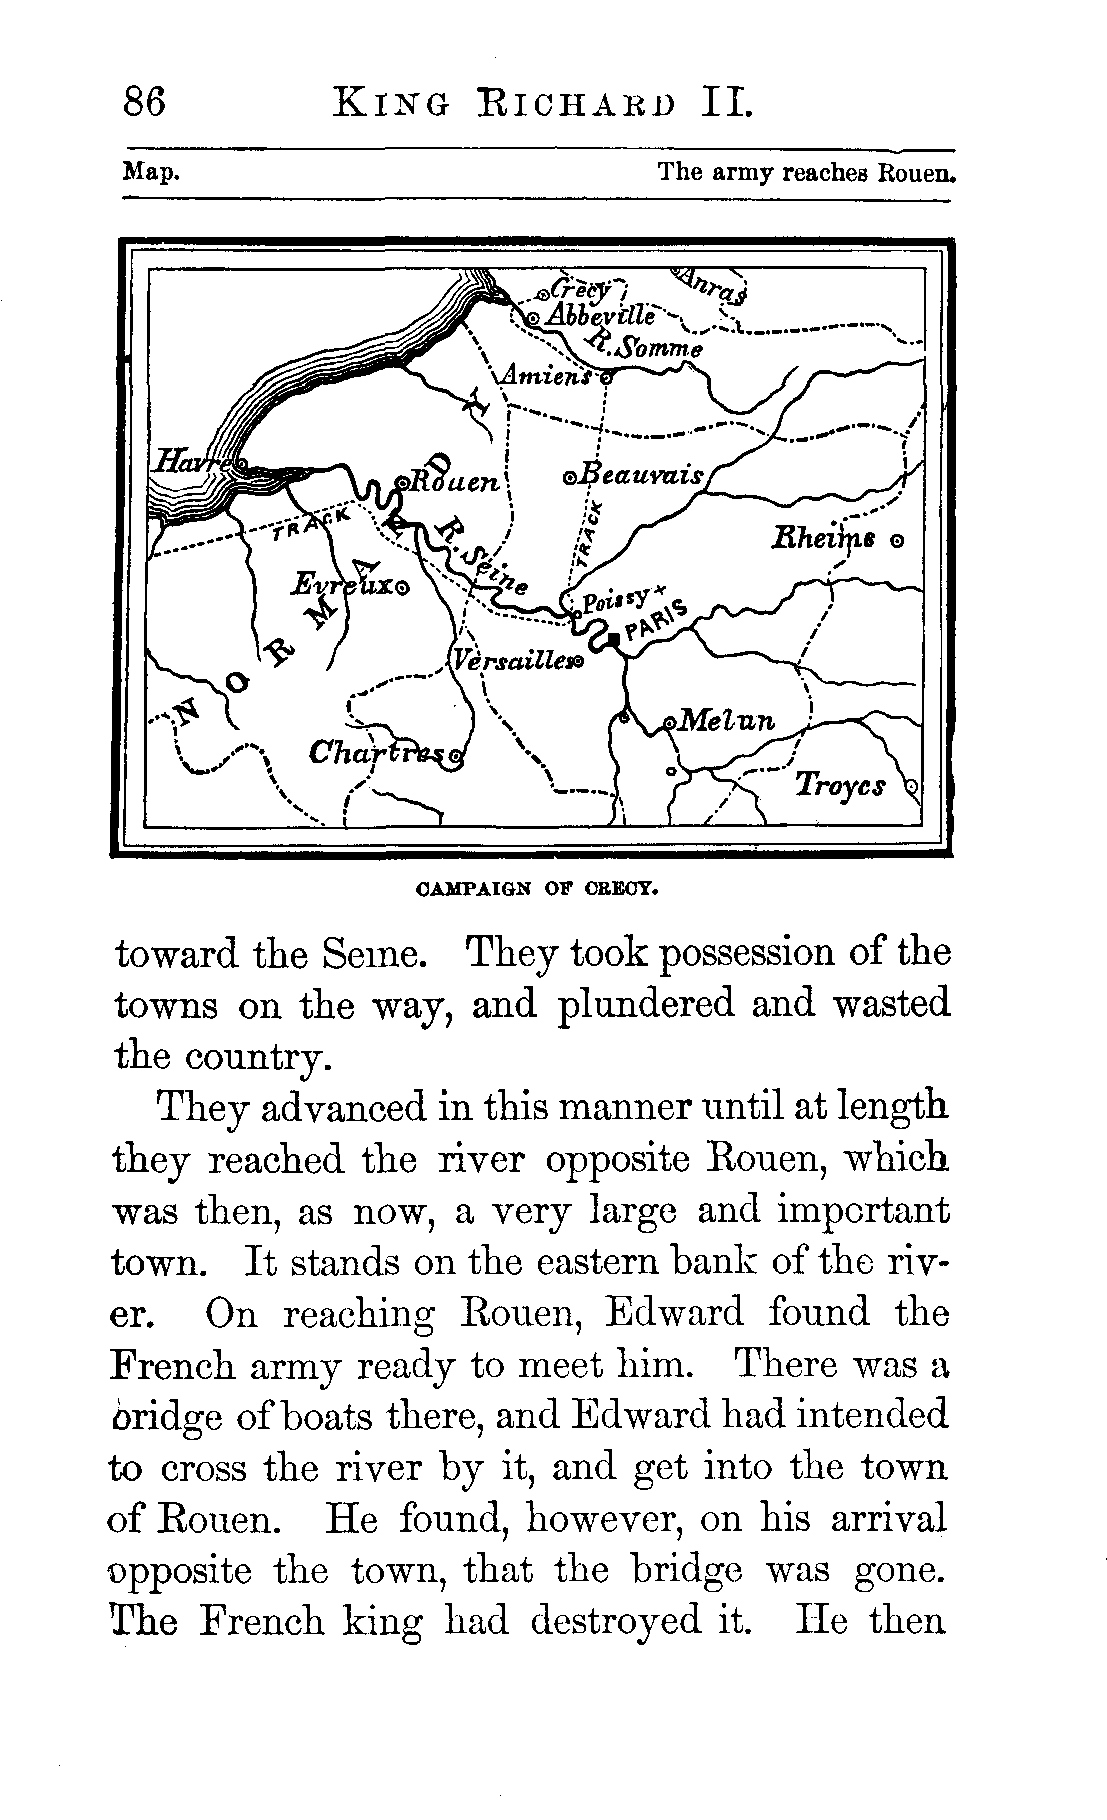 86 KING RICHARD II.
Map. The army reaches Rouen.
Crecy
Anras
Abbeville
R. Somme
Amiens
Havre
Rouen
Beauvais
TRACK
TRACK
R. Seine
Rheims
Evreux
Poissy
PARIS
NORMANDY
Versailles
Melun
Chartres
Troyes
CAMPAIGN OF CRECY.
toward the Seine. They took possession of the
towns on the way, and plundered and wasted
the country.
They advanced in this manner until at length
they reached the river opposite Rouen, which
was then, as now, a very large and important
town. It stands on the eastern bank of the riv-
er. On reaching Rouen, Edward found the
French army ready to meet him. There was a
bridge of boats there, and Edward had intended
to cross the river by it, and get into the town
of Rouen. He found, however, on his arrival
opposite the town, that the bridge was gone.
The French king had destroyed it. He then